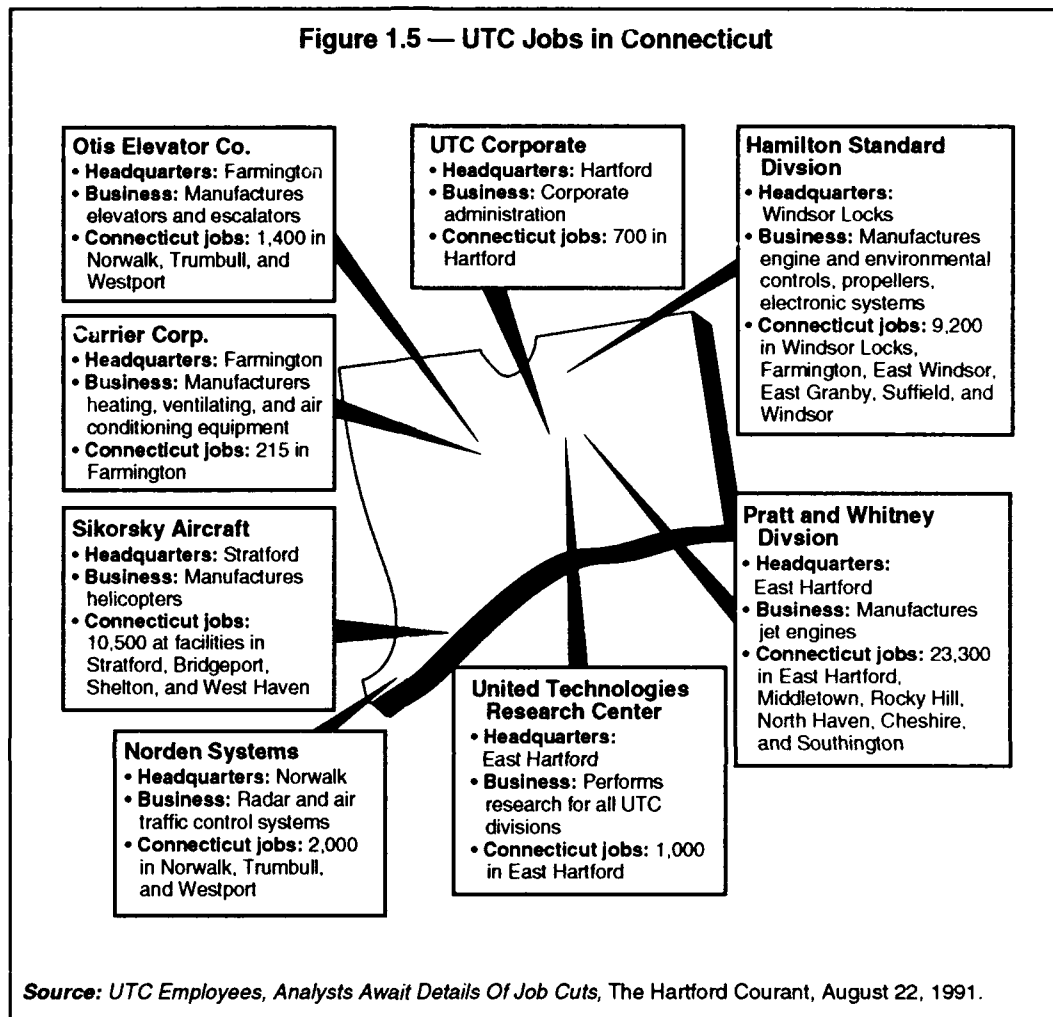 Figure 1.5 — UTC Jobs in Connecticut
Otis Elevator Co.
• Headquarters: Farmington
• Business: Manufactures
elevators and escalators
• Connecticut jobs: 1,400 in
Norwalk, Trumbull, and
Westport
UTC Corporate
• Headquarters: Hartford
• Business: Corporate
administration
• Connecticut jobs: 700 in
Hartford
Hamilton Standard
Divsion
• Headquarters:
Windsor Locks
• Business: Manufactures
engine and environmental
controls, propellers,
electronic systems
• Connecticut jobs: 9,200
in Windsor Locks,
Farmington, East Windsor,
East Granby, Suffield, and
Windsor
Carrier Corp.
• Headquarters: Farmington
• Business: Manufacturers
heating, ventilating, and air
conditioning equipment
• Connecticut jobs: 215 in
Farmington
Sikorsky Aircraft
• Headquarters: Stratford
• Business: Manufactures
helicopters
• Connecticut jobs:
10,500 at facilities in
Stratford, Bridgeport,
Shelton, and West Haven
Pratt and Whitney
Divsion
• Headquarters:
East Hartford
• Business: Manufactures
jet engines
• Connecticut jobs: 23,300
in East Hartford,
Middletown, Rocky Hill,
North Haven, Cheshire,
and Southington
Norden Systems
• Headquarters: Norwalk
• Business: Radar and air
traffic control systems
• Connecticut jobs: 2,000
in Norwalk, Trumbull,
and Westport
United Technologies
Research Center
• Headquarters:
East Hartford
• Business: Performs
research for all UTC
divisions
• Connecticut jobs: 1,000
in East Hartford
Source: UTC Employees, Analysts Await Details Of Job Cuts, The Hartford Courant, August 22, 1991.